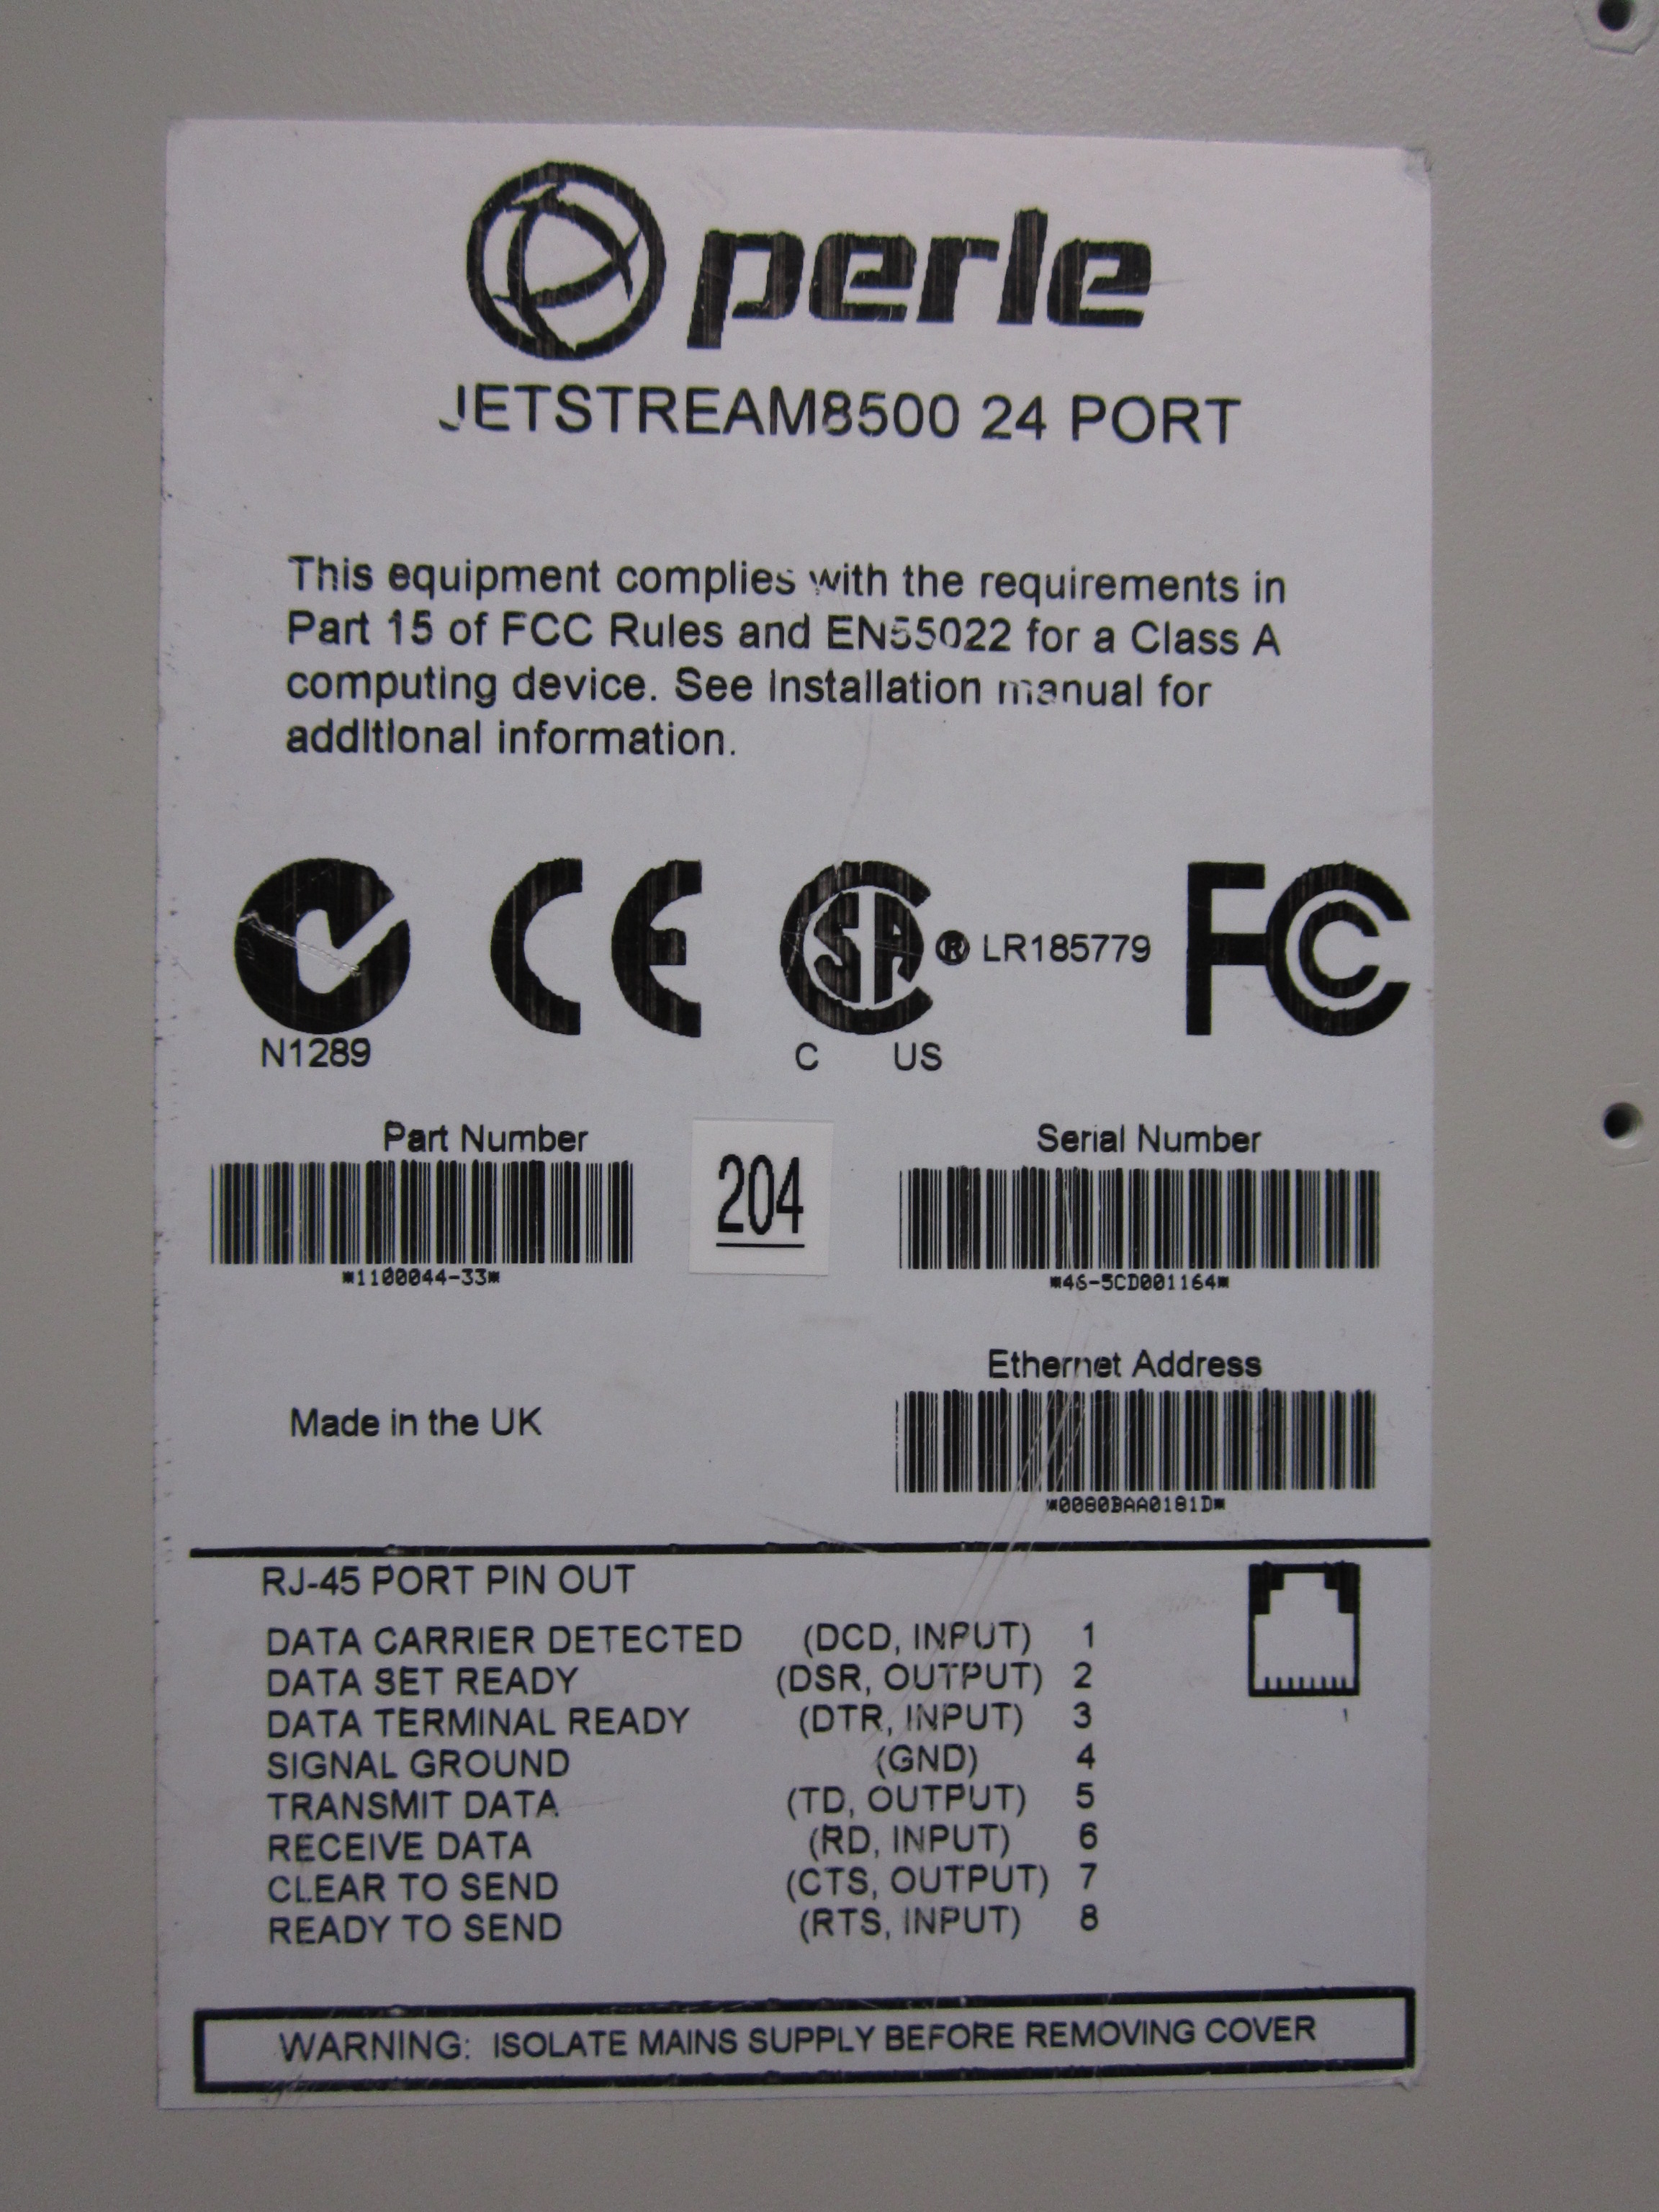 perle
JETSTREAM8500 24 PORT
This equipment complies with the requirements in
Part 15 of FCC Rules and EN55022 for a Class A
computing device. See Installation manual for
additional information.
CE SA ® LR185779 FC
N1289 C US
Part Number Serial Number
204
*1100044-33* *46-5CD001164*
Ethernet Address
Made in the UK
*0080BAA0181D*
RJ-45 PORT PIN OUT
DATA CARRIER DETECTED (DCD, INPUT) 1
DATA SET READY (DSR, OUTPUT) 2
DATA TERMINAL READY (DTR, INPUT) 3
SIGNAL GROUND (GND) 4
TRANSMIT DATA (TD, OUTPUT) 5
RECEIVE DATA (RD, INPUT) 6
CLEAR TO SEND (CTS, OUTPUT) 7
READY TO SEND (RTS, INPUT) 8
WARNING: ISOLATE MAINS SUPPLY BEFORE REMOVING COVER